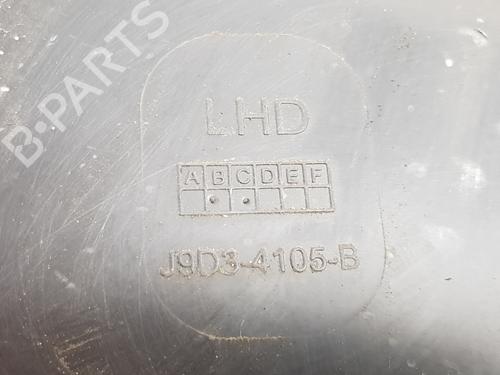 B-PARTS
LHD
A B C D E F
J9D3-4105-B